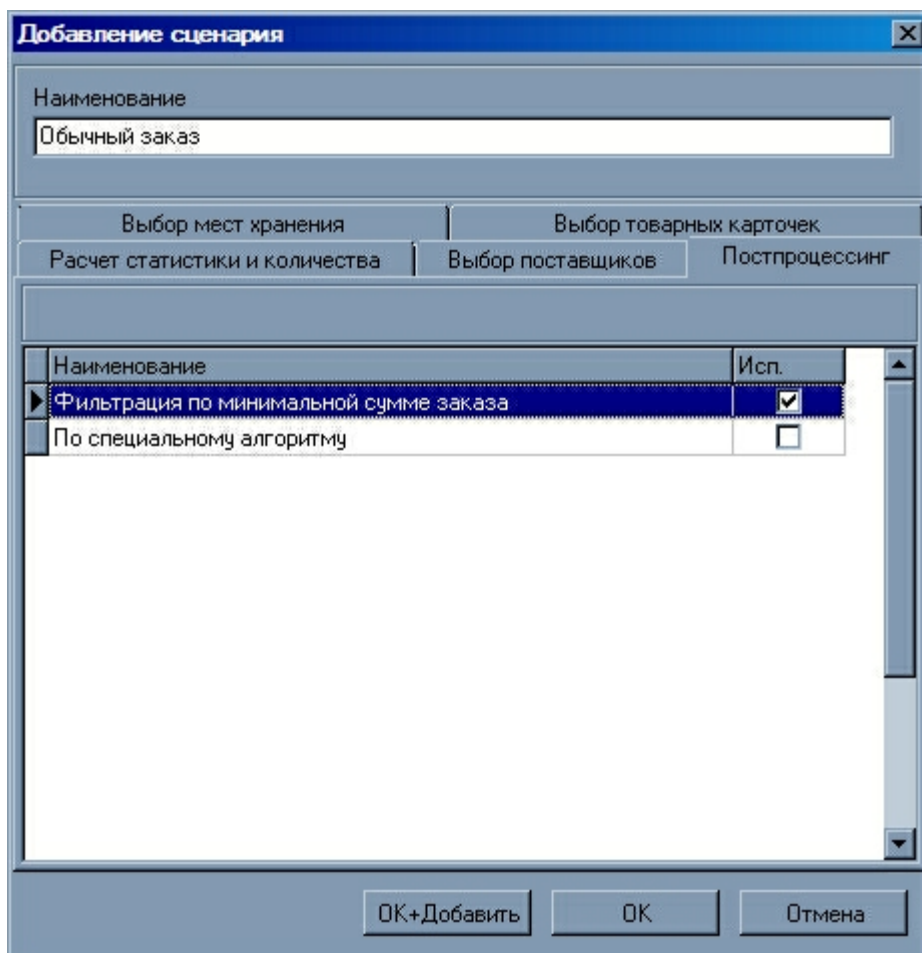 Добавление сценария
Наименование
Обычный заказ
Выбор мест хранения Выбор товарных карточек
Расчет статистики и количества Выбор поставщиков Постпроцессинг
Наименование Исп.
Фильтрация по минимальной сумме заказа
По специальному алгоритму
ОК+Добавить ОК Отмена